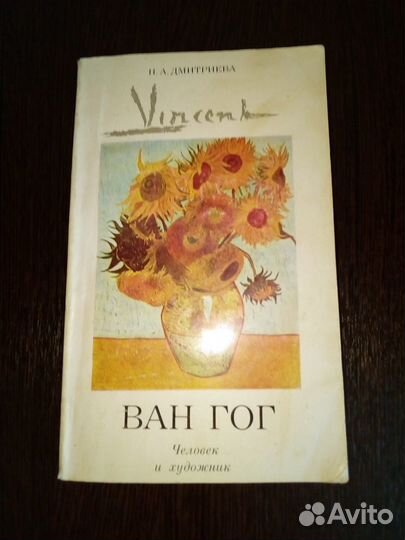 Н. А. ДМИТРИЕВА
Vincent
ВАН ГОГ
Человек
и художник
Avito